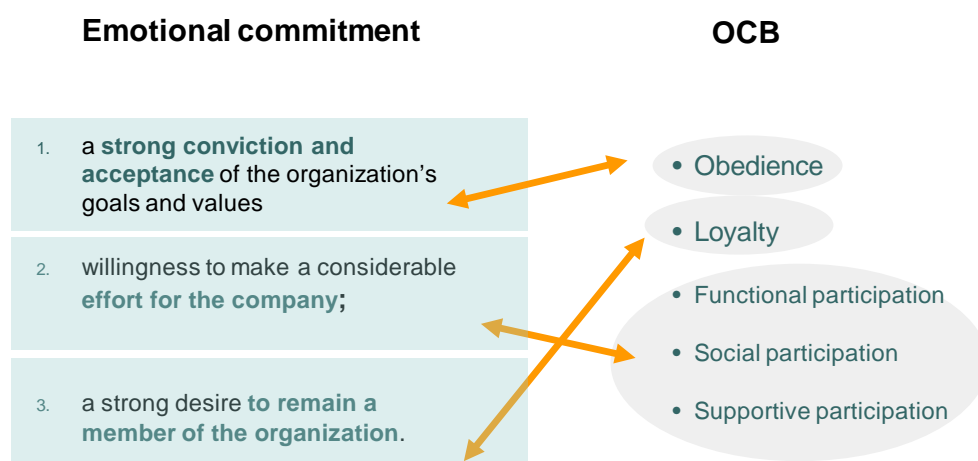 Emotional commitment
OCB
1. a strong conviction and
acceptance of the organization's
goals and values
2. willingness to make a considerable
effort for the company;
3. a strong desire to remain a
member of the organization.
• Obedience
• Loyalty
• Functional participation
• Social participation
• Supportive participation